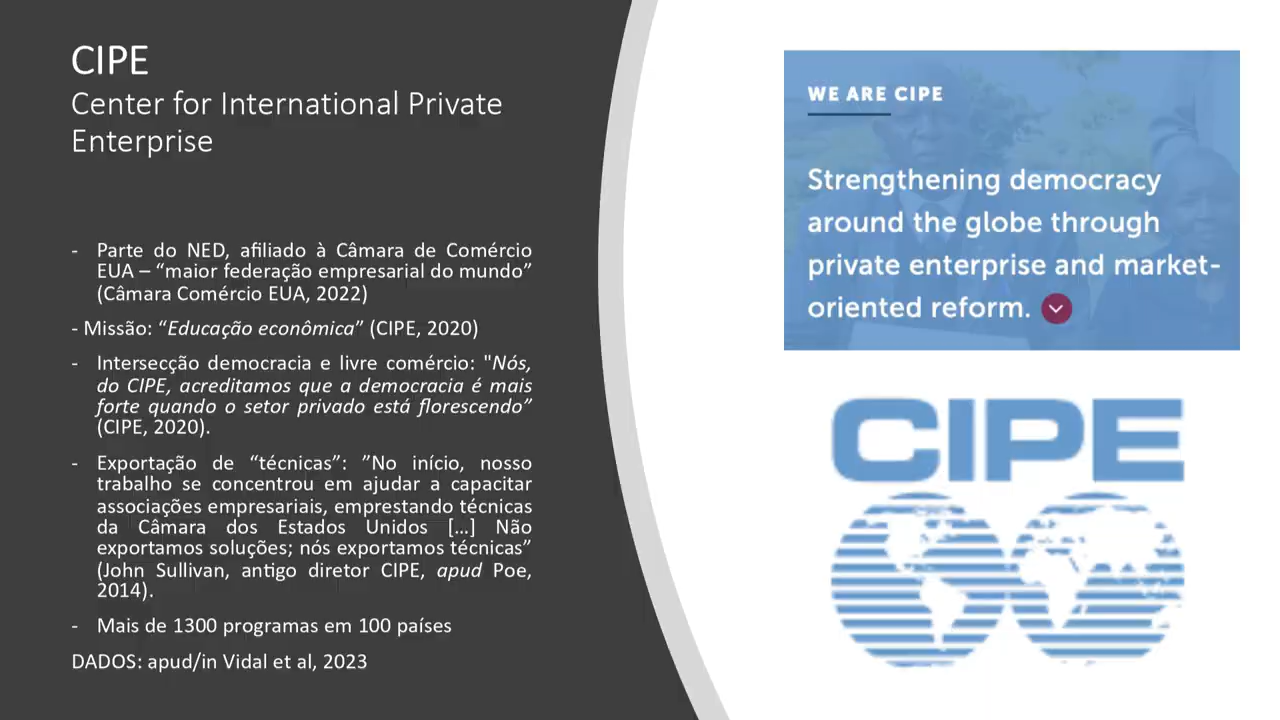 CIPE
Center for International Private
Enterprise
- Parte do NED, afiliado à Câmara de Comércio
EUA – “maior federação empresarial do mundo”
(Câmara Comércio EUA, 2022)
- Missão: “Educação econômica” (CIPE, 2020)
- Intersecção democracia e livre comércio: "Nós,
do CIPE, acreditamos que a democracia é mais
forte quando o setor privado está florescendo”
(CIPE, 2020).
- Exportação de “técnicas”: ”No início, nosso
trabalho se concentrou em ajudar a capacitar
associações empresariais, emprestando técnicas
da Câmara dos Estados Unidos [...] Não
exportamos soluções; nós exportamos técnicas”
(John Sullivan, antigo diretor CIPE, apud Poe,
2014).
- Mais de 1300 programas em 100 países
DADOS: apud/in Vidal et al, 2023
WE ARE CIPE
Strengthening democracy
around the globe through
private enterprise and market-
oriented reform.
CIPE